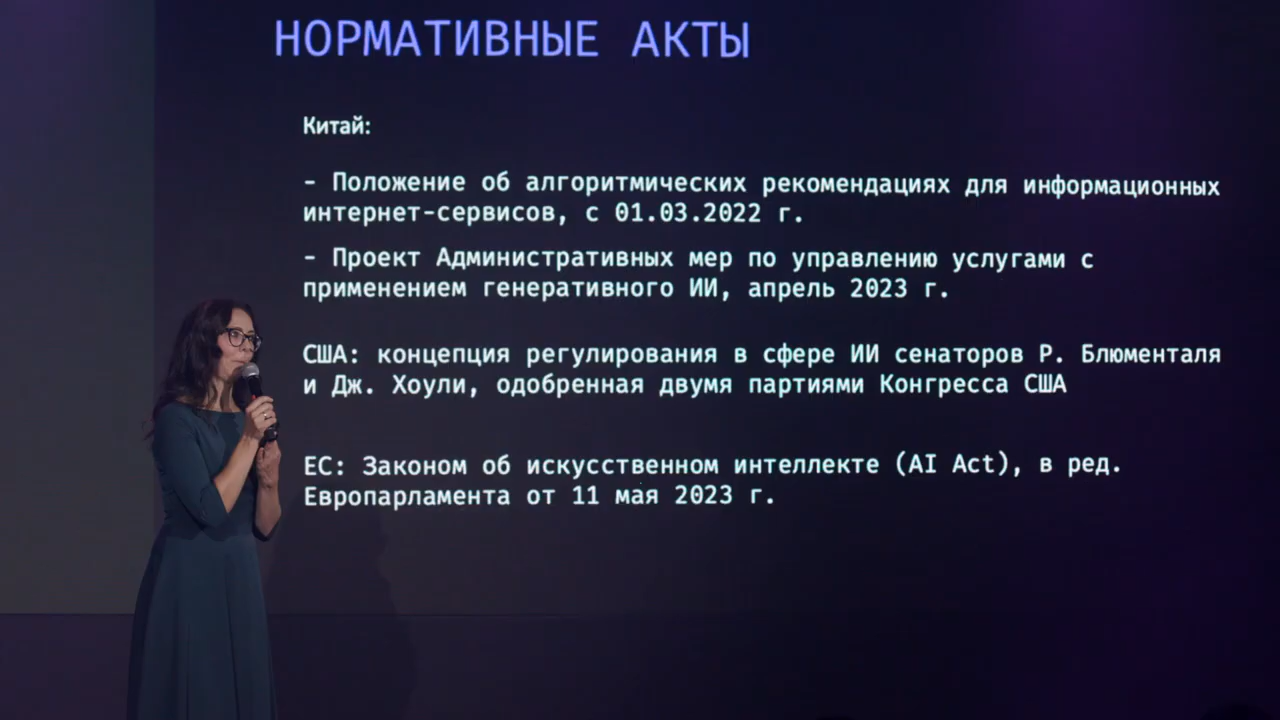 НОРМАТИВНЫЕ АКТЫ
Китай:
- Положение об алгоритмических рекомендациях для информационных
интернет-сервисов, с 01.03.2022 г.
- Проект Административных мер по управлению услугами с
применением генеративного ИИ, апрель 2023 г.
США: концепция регулирования в сфере ИИ сенаторов Р. Блюменталя
и Дж. Хоули, одобренная двумя партиями Конгресса США
ЕС: Законом об искусственном интеллекте (AI Act), в ред.
Европарламента от 11 мая 2023 г.